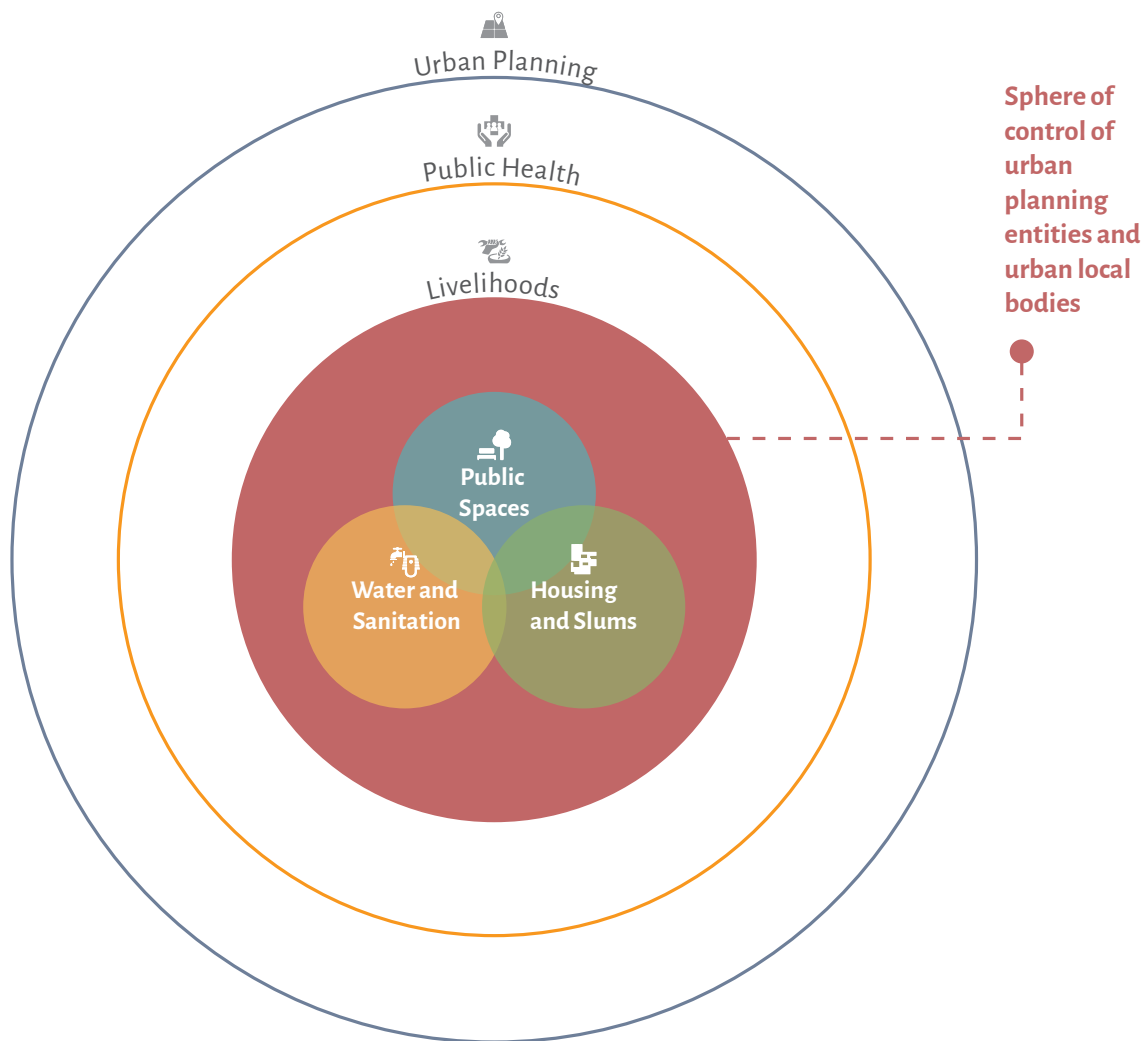 Urban Planning
Public Health
Livelihoods
Sphere of
control of
urban
planning
entities and
urban local
bodies
Public
Spaces
Water and
Sanitation
Housing
and Slums